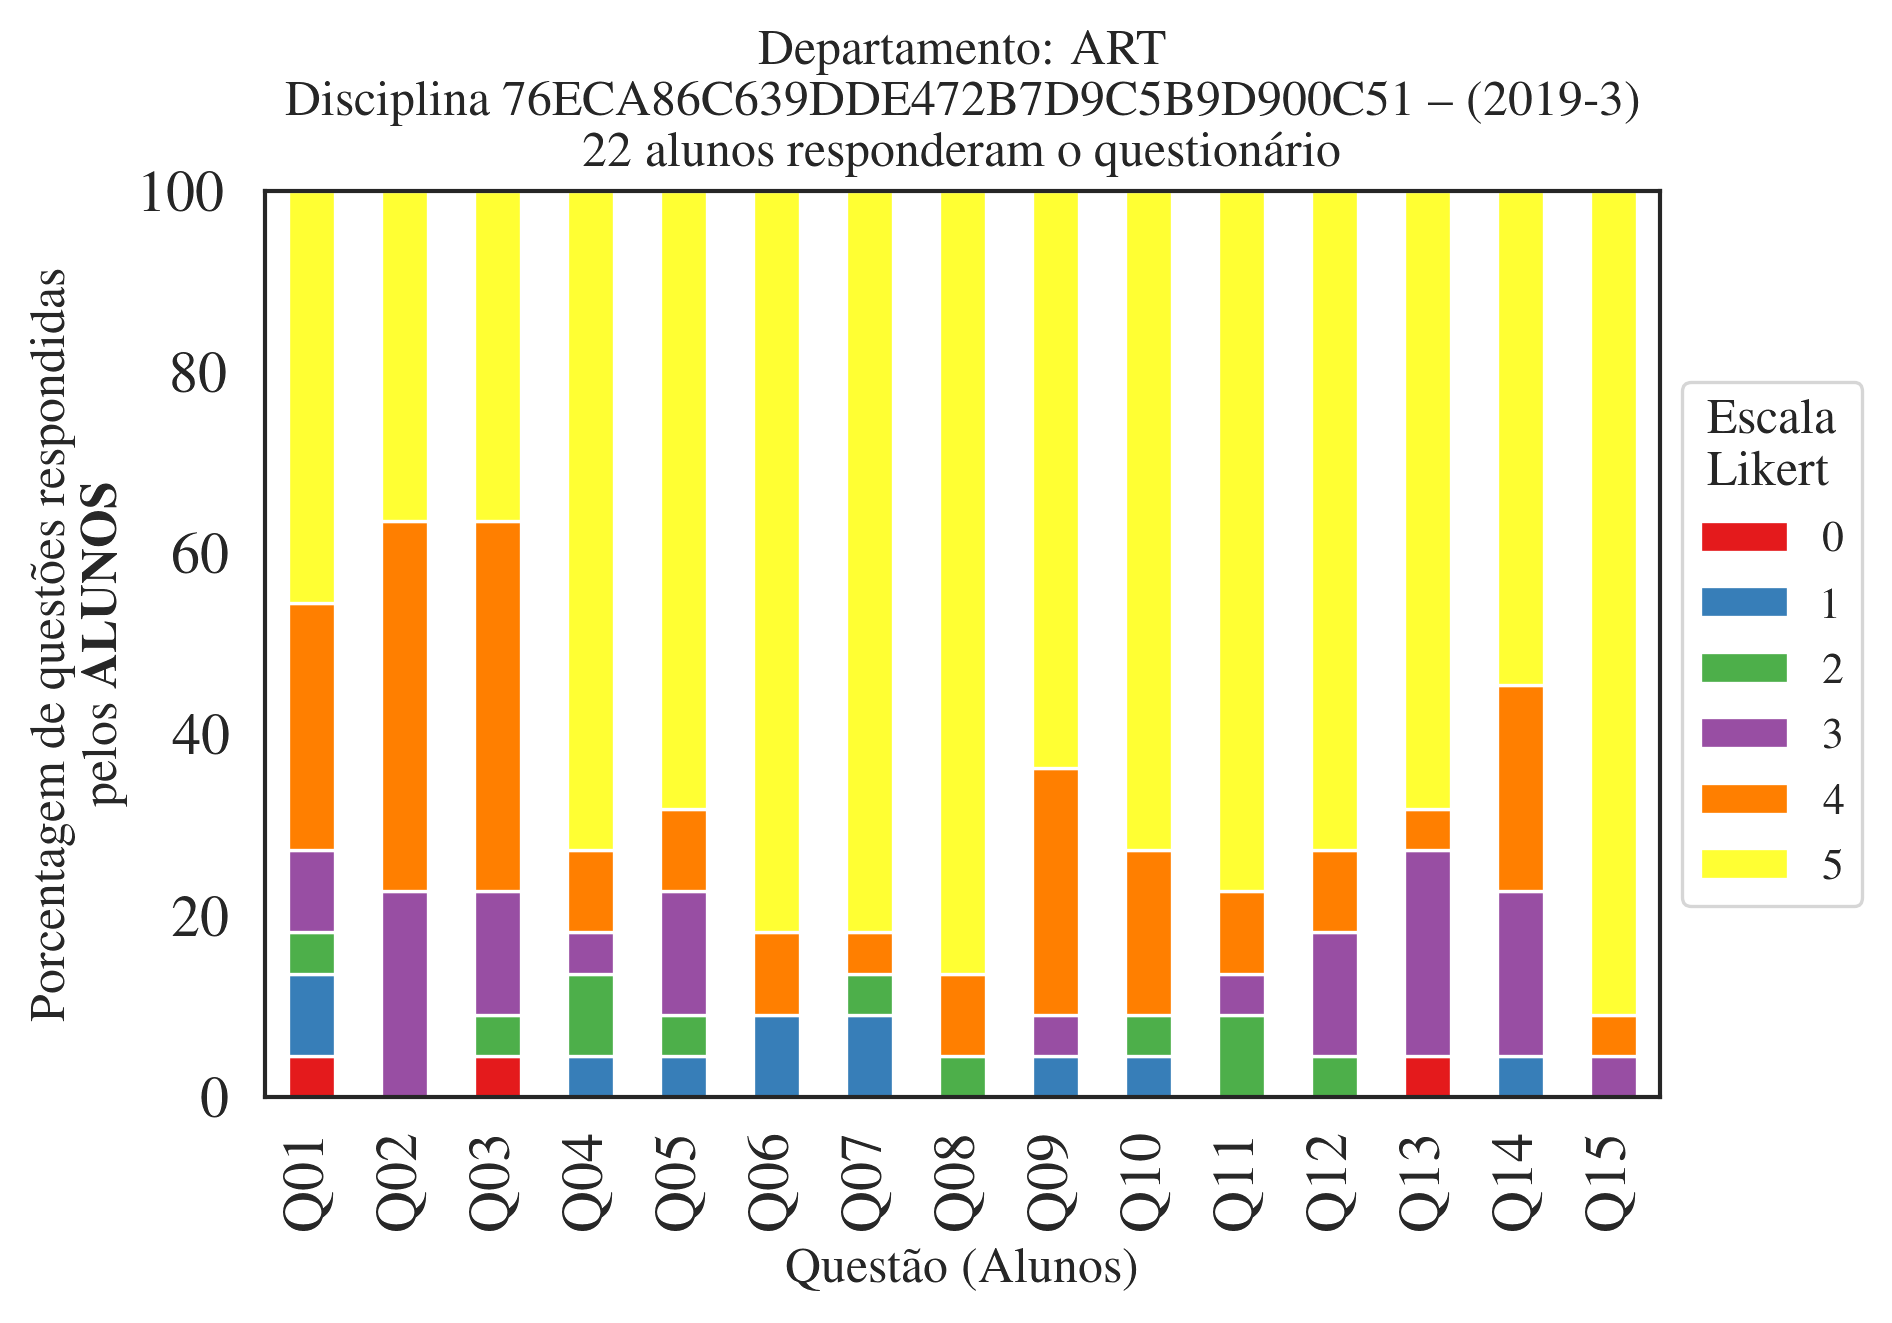 Departamento: ART
Disciplina 76ECA86C639DDE472B7D9C5B9D900C51 – (2019-3)
22 alunos responderam o questionário
Porcentagem de questões respondidas
pelos ALUNOS
100
80
60
40
20
0
Q01
Q02
Q03
Q04
Q05
Q06
Q07
Q08
Q09
Q10
Q11
Q12
Q13
Q14
Q15
Questão (Alunos)
Escala
Likert
0
1
2
3
4
5